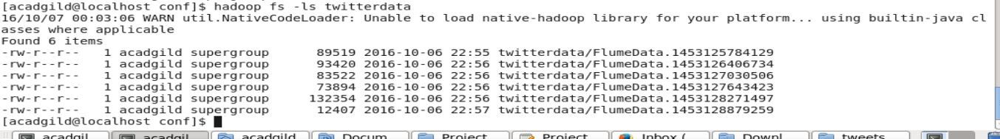 [acadgild@localhost conf]$ hadoop fs -ls twitterdata
16/10/07 00:03:06 WARN util.NativeCodeLoader: Unable to load native-hadoop library for your platform... using builtin-java cl
asses where applicable
Found 6 items
-rw-r--r--   1 acadgild supergroup      89519 2016-10-06 22:55 twitterdata/FlumeData.1453125784129
-rw-r--r--   1 acadgild supergroup      93420 2016-10-06 22:56 twitterdata/FlumeData.1453126406734
-rw-r--r--   1 acadgild supergroup      83522 2016-10-06 22:56 twitterdata/FlumeData.1453127030506
-rw-r--r--   1 acadgild supergroup      73894 2016-10-06 22:56 twitterdata/FlumeData.1453127643423
-rw-r--r--   1 acadgild supergroup     132354 2016-10-06 22:56 twitterdata/FlumeData.1453128271497
-rw-r--r--   1 acadgild supergroup      12407 2016-10-06 22:57 twitterdata/FlumeData.1453128879259
[acadgild@localhost conf]$
acadgil acadgil acadgild Docum Project Project Inbox ( Downl tweets